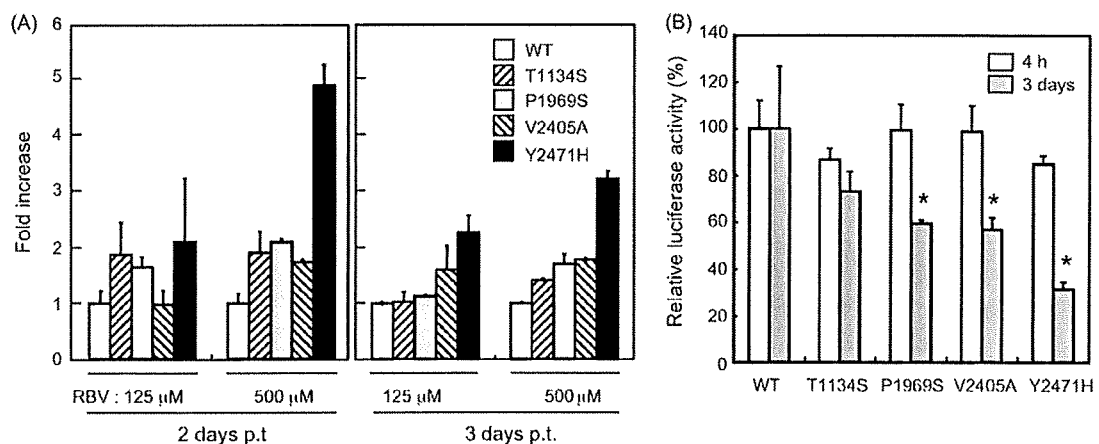 (A)
Fold increase
6
5
4
3
2
1
0
WT
T1134S
P1969S
V2405A
Y2471H
RBV : 125 μM
500 μM
125 μM
500 μM
2 days p.t
3 days p.t.
(B)
Relative luciferase activity (%)
140
120
100
80
60
40
20
0
4 h
3 days
*
*
*
WT
T1134S
P1969S
V2405A
Y2471H